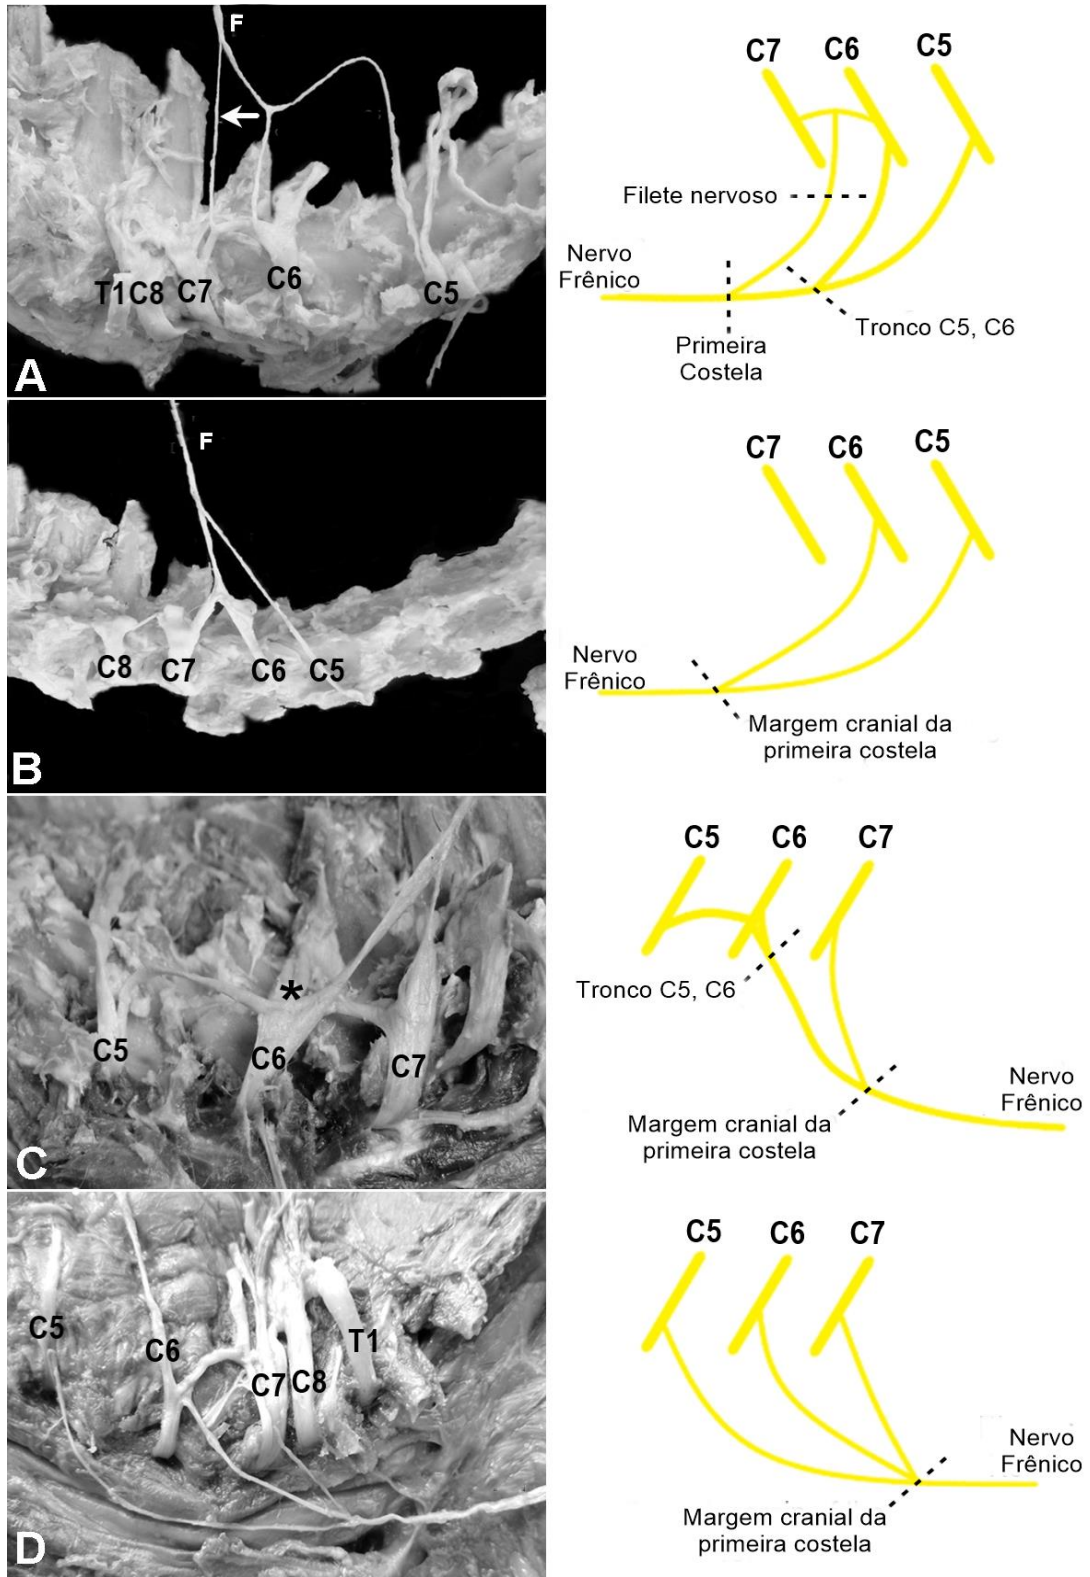 F
T1 C8 C7 C6 C5
A
C7 C6 C5
Filete nervoso
Nervo
Frênico
Tronco C5, C6
Primeira
Costela
F
C8 C7 C6 C5
B
C7 C6 C5
Nervo
Frênico
Margem cranial da
primeira costela
*
C5 C6 C7
C
C5 C6 C7
Tronco C5, C6
Nervo
Frênico
Margem cranial da
primeira costela
C5 C6 C7 C8 T1
D
C5 C6 C7
Nervo
Frênico
Margem cranial da
primeira costela